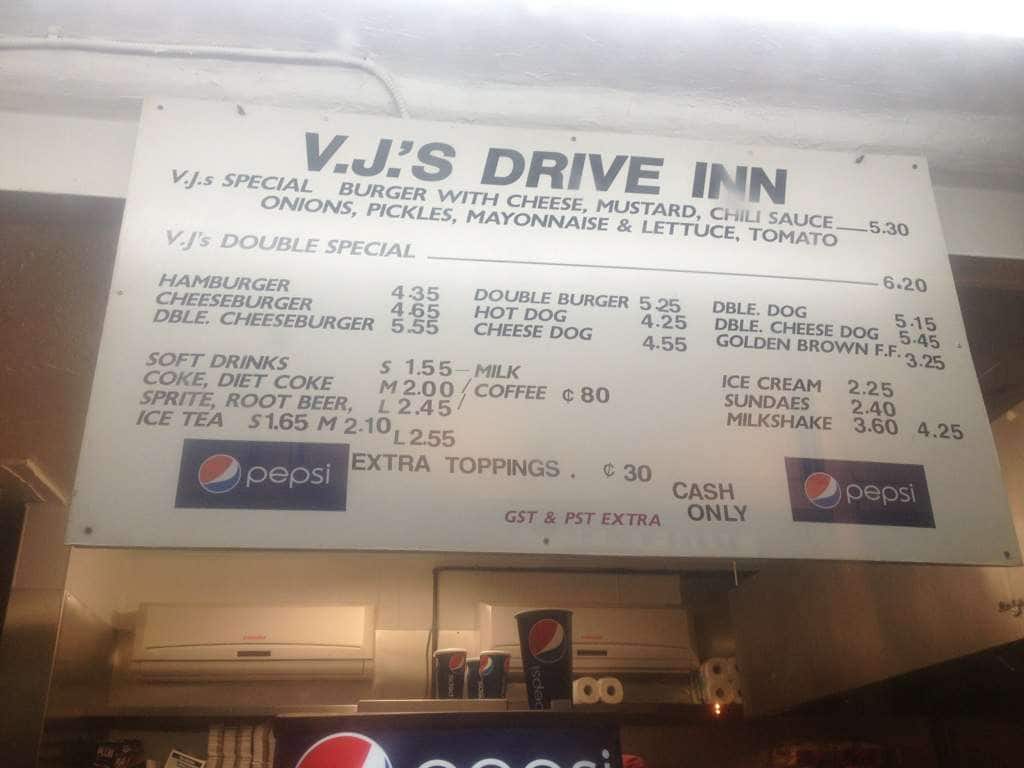 V.J.'S DRIVE INN
V.J.s SPECIAL BURGER WITH CHEESE, MUSTARD, CHILI SAUCE 5.30
ONIONS, PICKLES, MAYONNAISE & LETTUCE, TOMATO
V.J's DOUBLE SPECIAL 6.20
HAMBURGER 4.35
CHEESEBURGER 4.65
DBLE. CHEESEBURGER 5.55
DOUBLE BURGER 5.25
HOT DOG 4.25
CHEESE DOG 4.55
DBLE. DOG 5.15
DBLE. CHEESE DOG 5.45
GOLDEN BROWN F.F. 3.25
SOFT DRINKS S 1.55 MILK
COKE, DIET COKE M 2.00 / COFFEE ¢ 80
SPRITE, ROOT BEER, L 2.45 /
ICE TEA S 1.65 M 2.10 L 2.55
ICE CREAM 2.25
SUNDAES 2.40
MILKSHAKE 3.60 4.25
pepsi
EXTRA TOPPINGS . ¢ 30
CASH ONLY
GST & PST EXTRA
pepsi
pepsi
pepsi